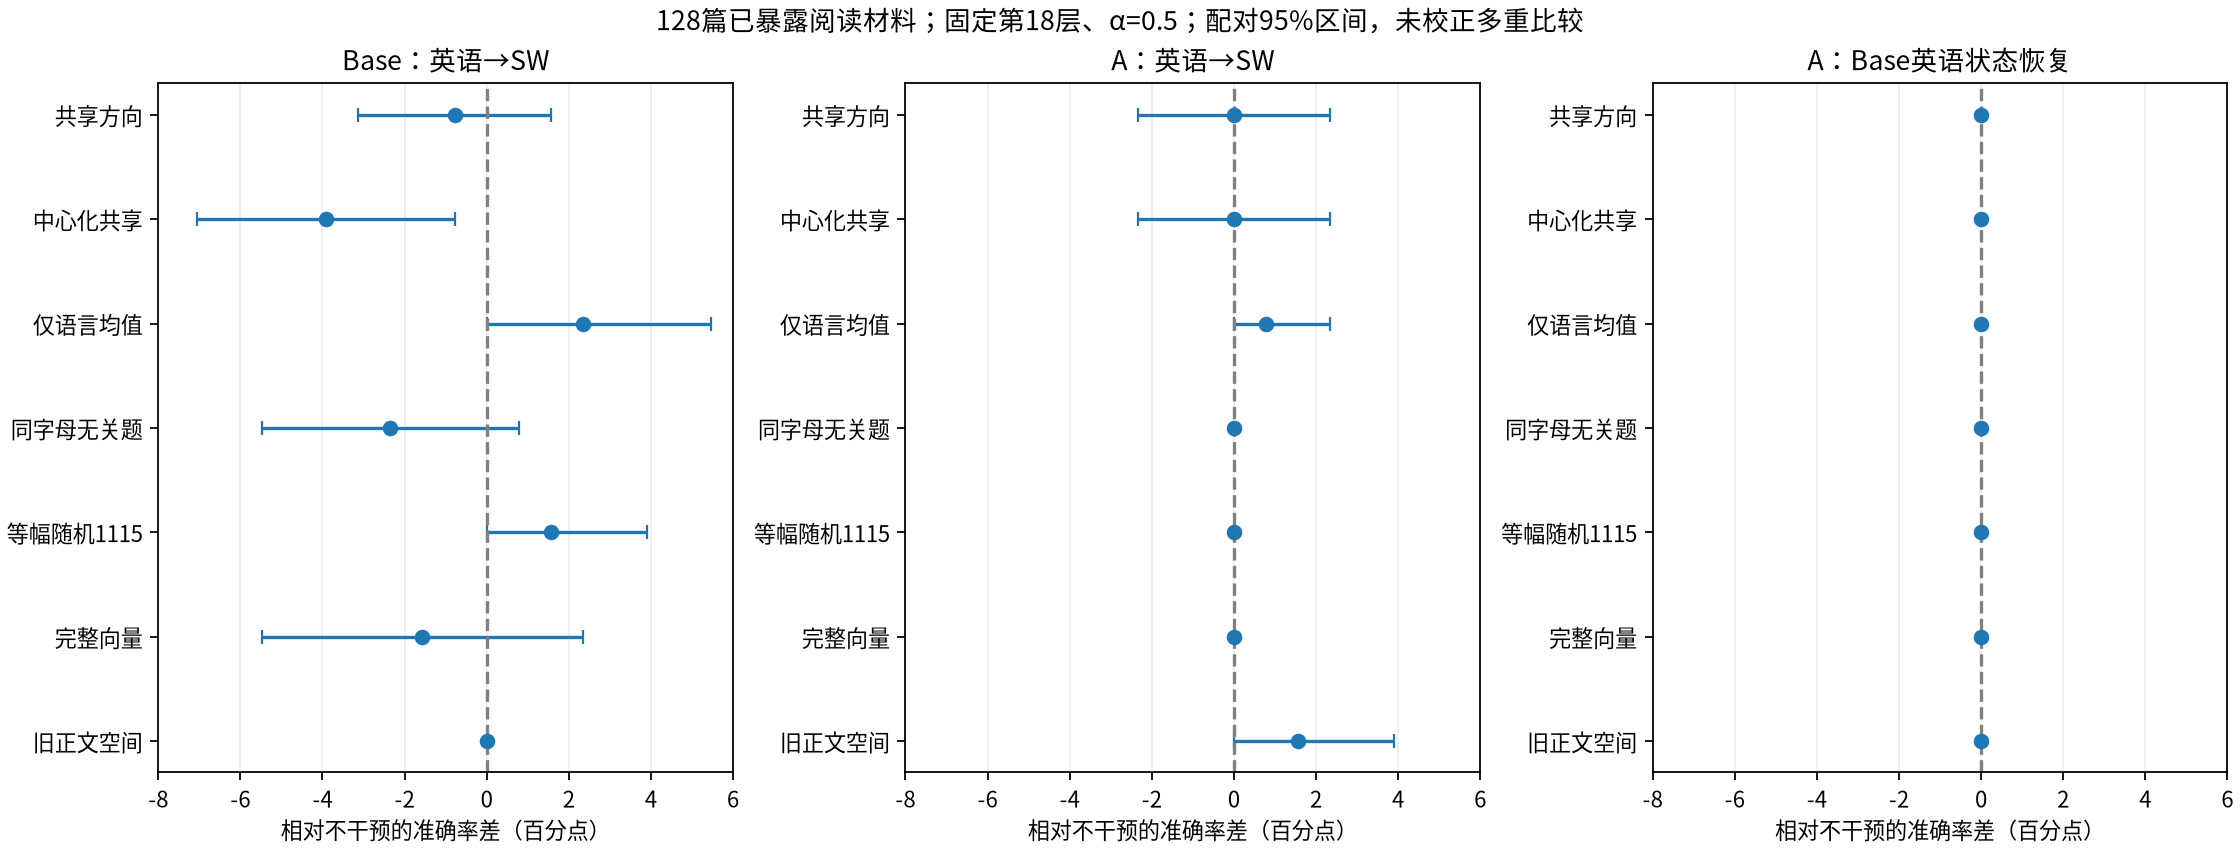 128篇已暴露阅读材料；固定第18层、α=0.5；配对95%区间，未校正多重比较
Base：英语→SW
共享方向
中心化共享
仅语言均值
同字母无关题
等幅随机1115
完整向量
旧正文空间
-8 -6 -4 -2 0 2 4 6
相对不干预的准确率差（百分点）
A：英语→SW
共享方向
中心化共享
仅语言均值
同字母无关题
等幅随机1115
完整向量
旧正文空间
-8 -6 -4 -2 0 2 4 6
相对不干预的准确率差（百分点）
A：Base英语状态恢复
共享方向
中心化共享
仅语言均值
同字母无关题
等幅随机1115
完整向量
旧正文空间
-8 -6 -4 -2 0 2 4 6
相对不干预的准确率差（百分点）